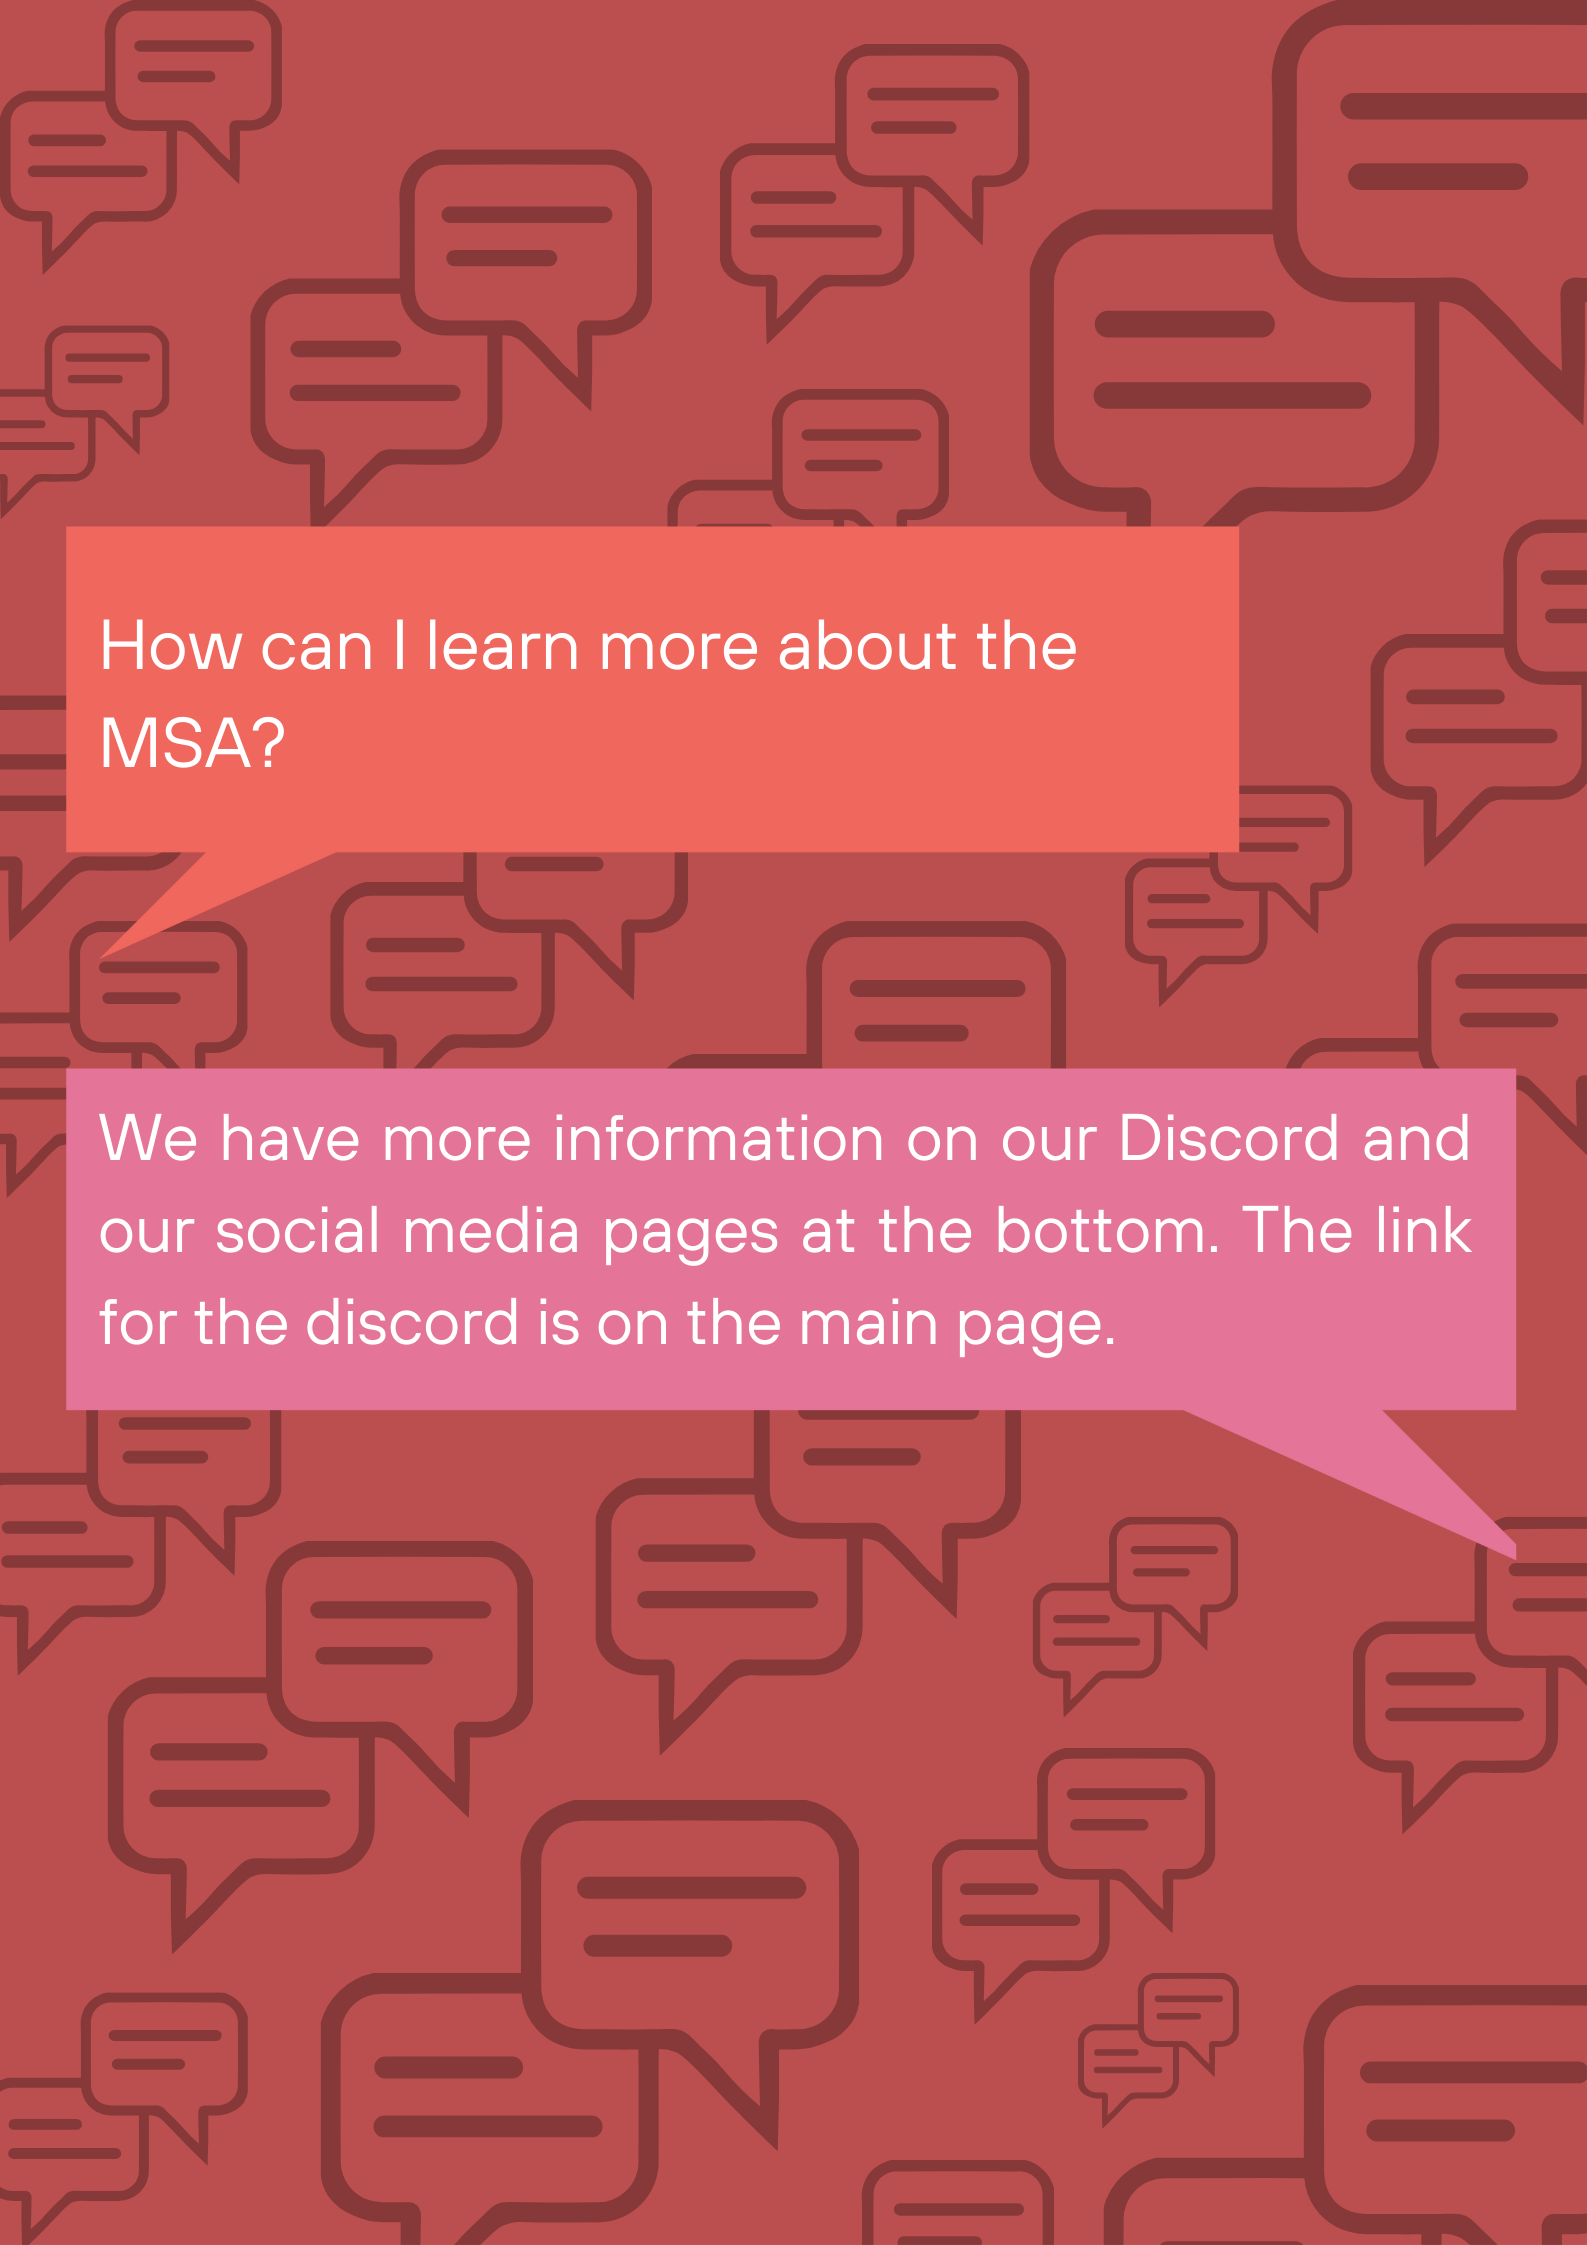 How can I learn more about the
MSA?
We have more information on our Discord and
our social media pages at the bottom. The link
for the discord is on the main page.